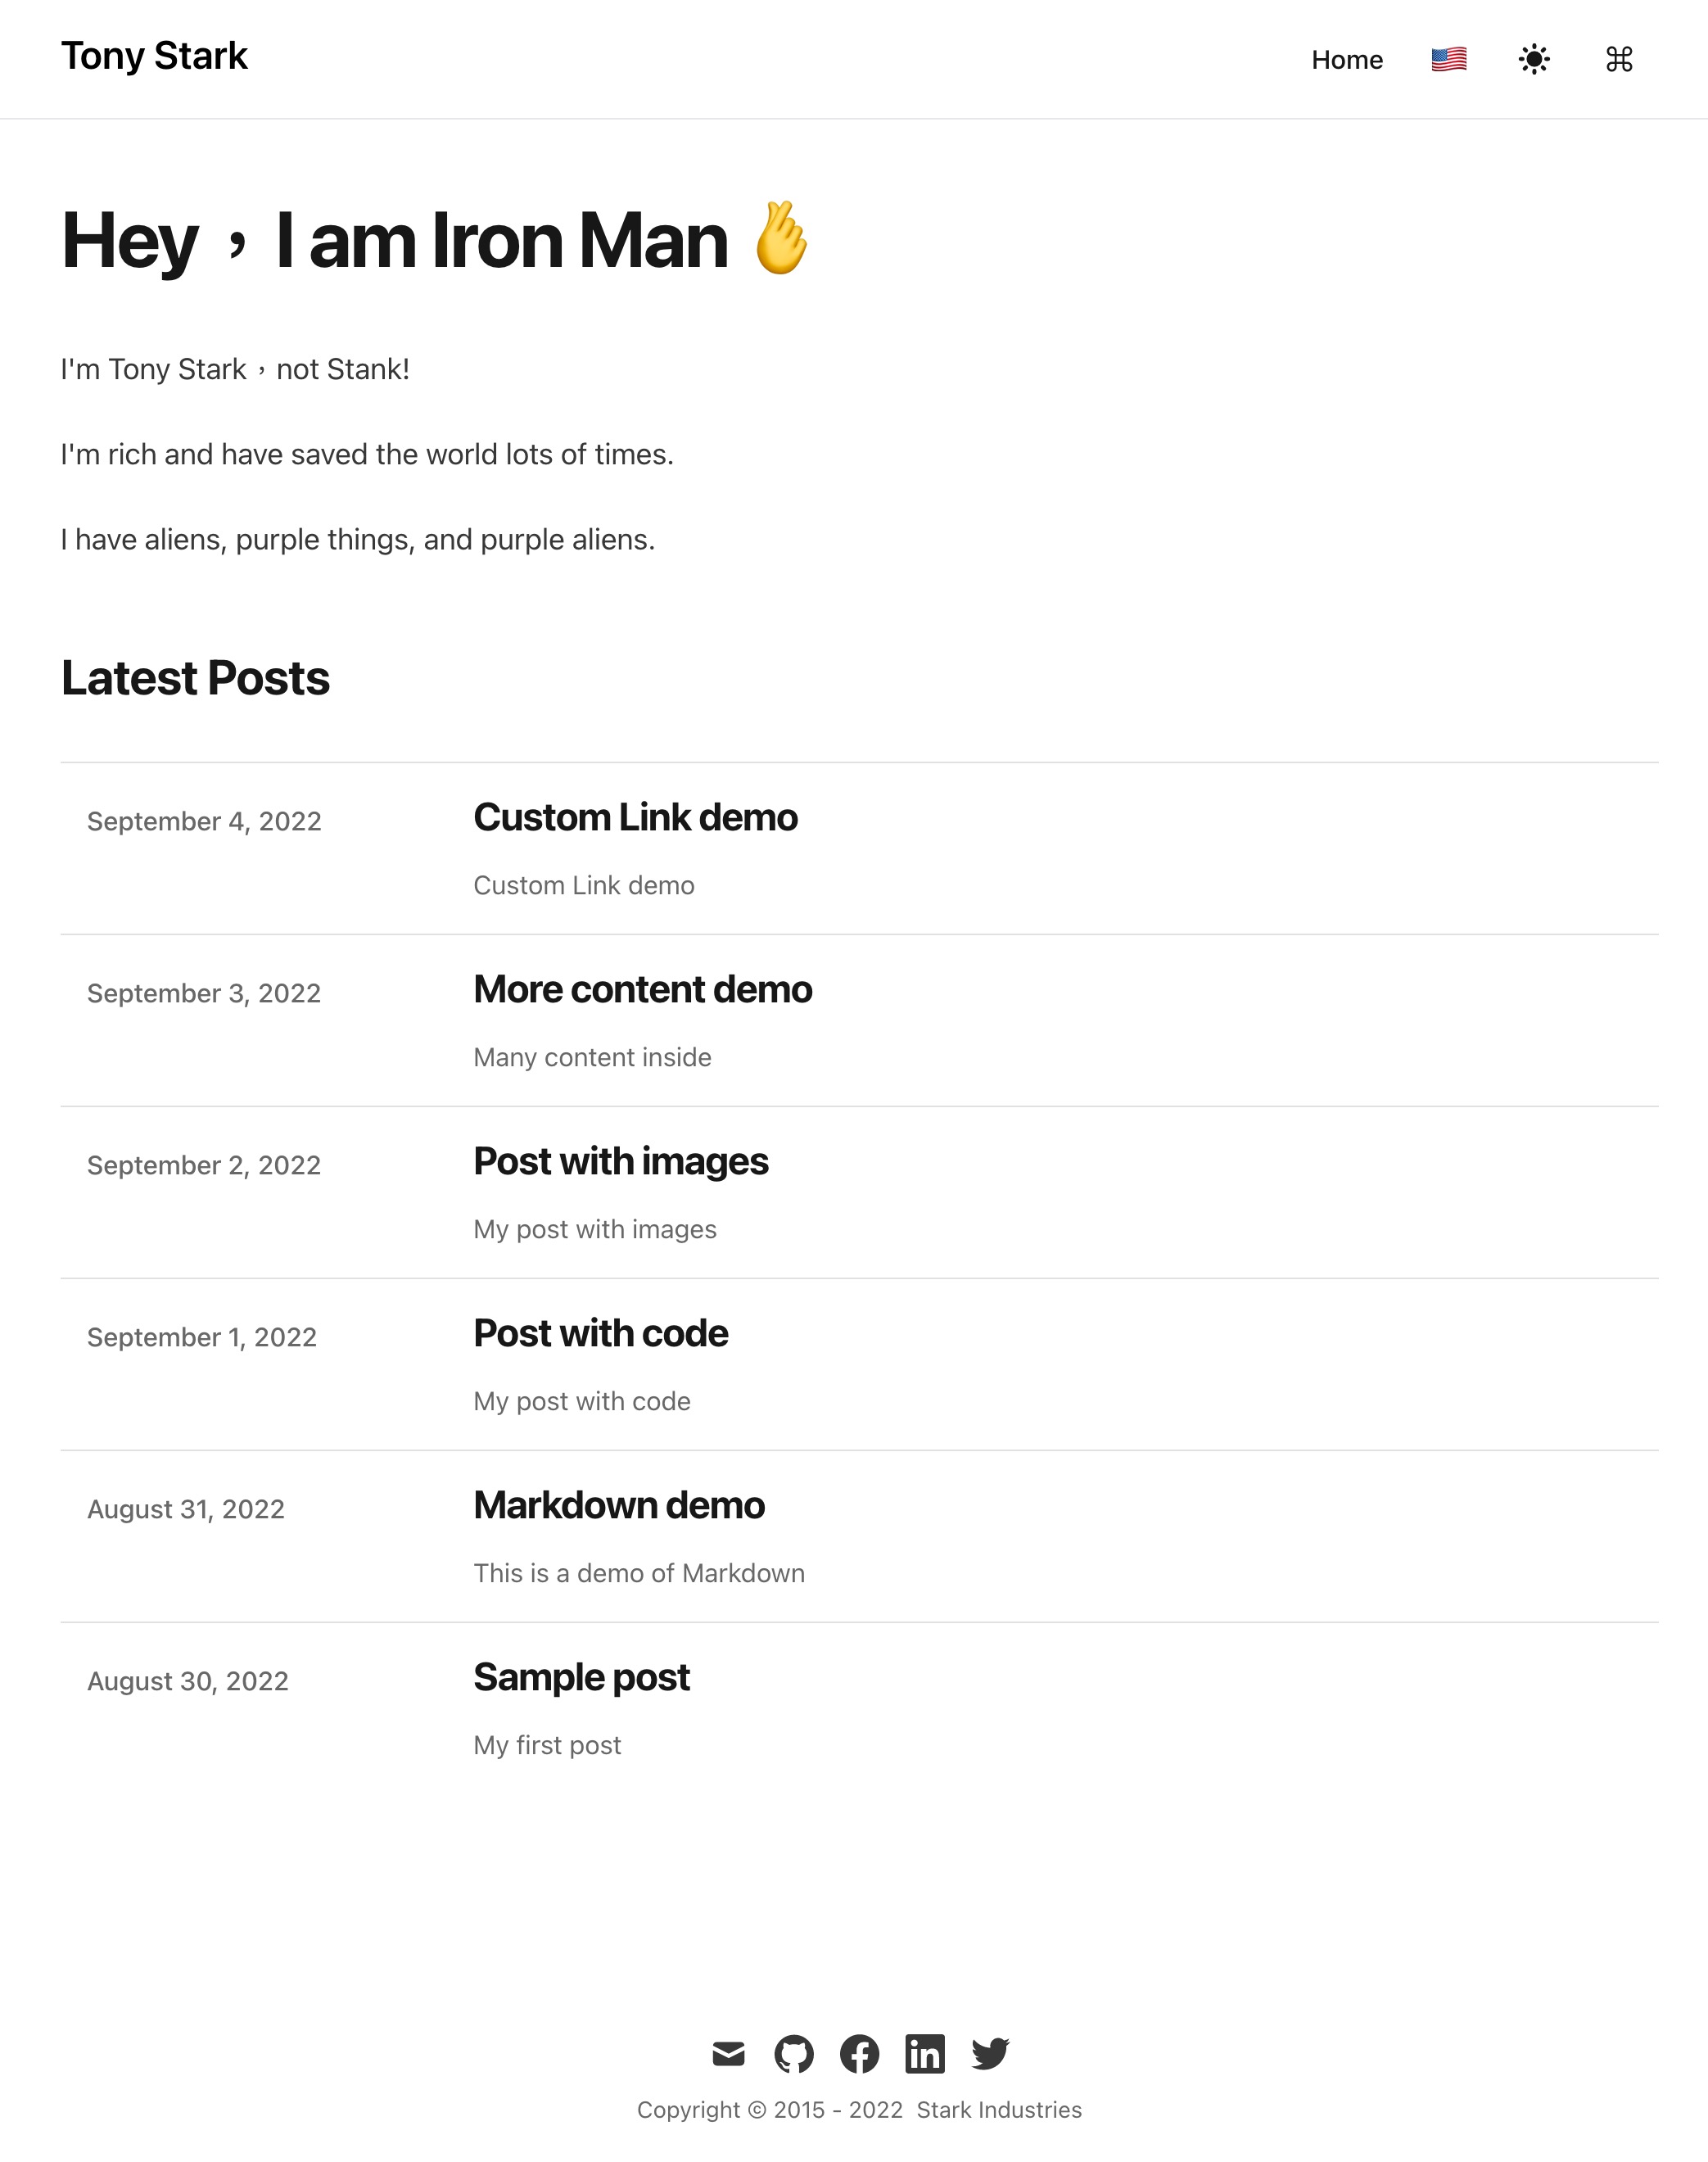 Tony Stark
Home 🇺🇸 ⌘
Hey，I am Iron Man 🫰
I'm Tony Stark，not Stank!
I'm rich and have saved the world lots of times.
I have aliens, purple things, and purple aliens.
Latest Posts
September 4, 2022
Custom Link demo
Custom Link demo
September 3, 2022
More content demo
Many content inside
September 2, 2022
Post with images
My post with images
September 1, 2022
Post with code
My post with code
August 31, 2022
Markdown demo
This is a demo of Markdown
August 30, 2022
Sample post
My first post
in
Copyright © 2015 - 2022 Stark Industries